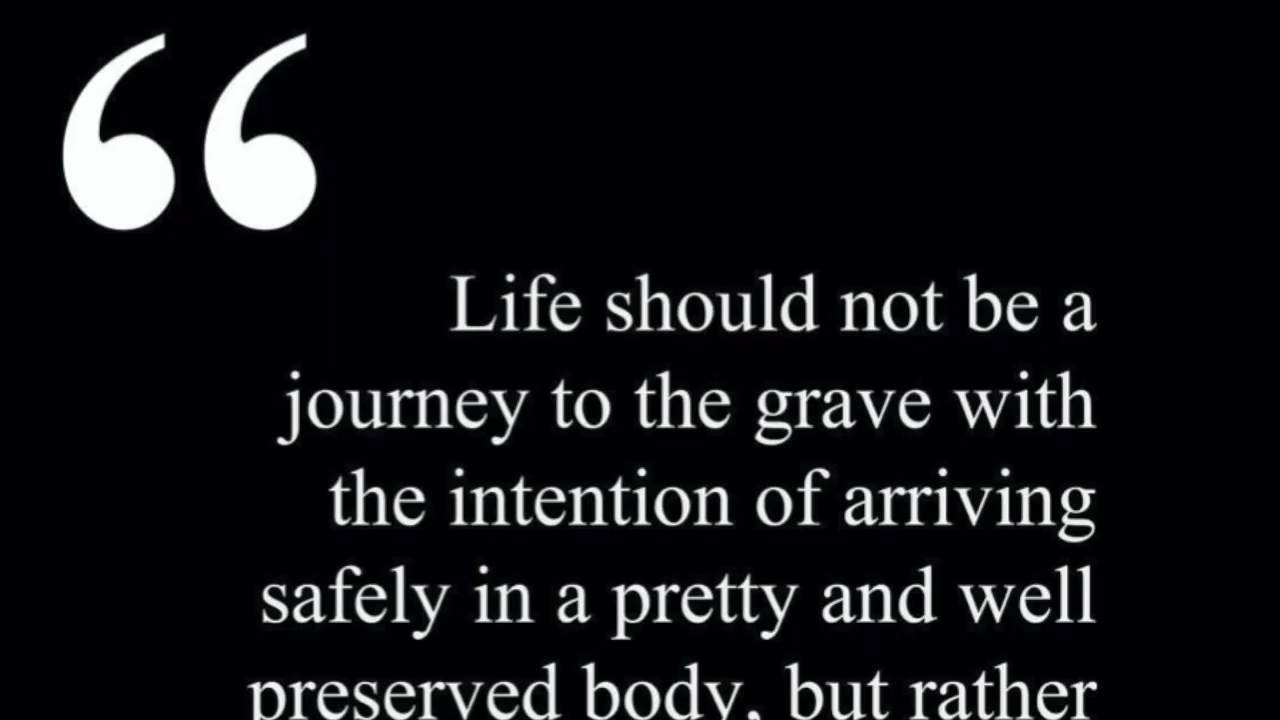 “
Life should not be a
journey to the grave with
the intention of arriving
safely in a pretty and well
preserved body, but rather